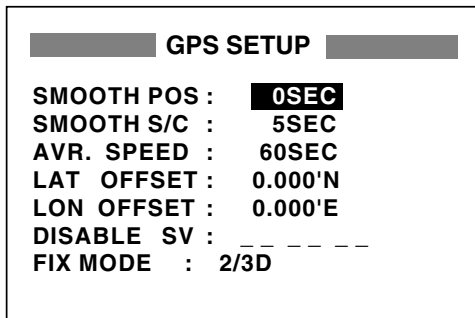 GPS SETUP
SMOOTH POS : 0SEC
SMOOTH S/C : 5SEC
AVR. SPEED : 60SEC
LAT OFFSET : 0.000'N
LON OFFSET : 0.000'E
DISABLE SV : _ _ _ _ _ _
FIX MODE : 2/3D